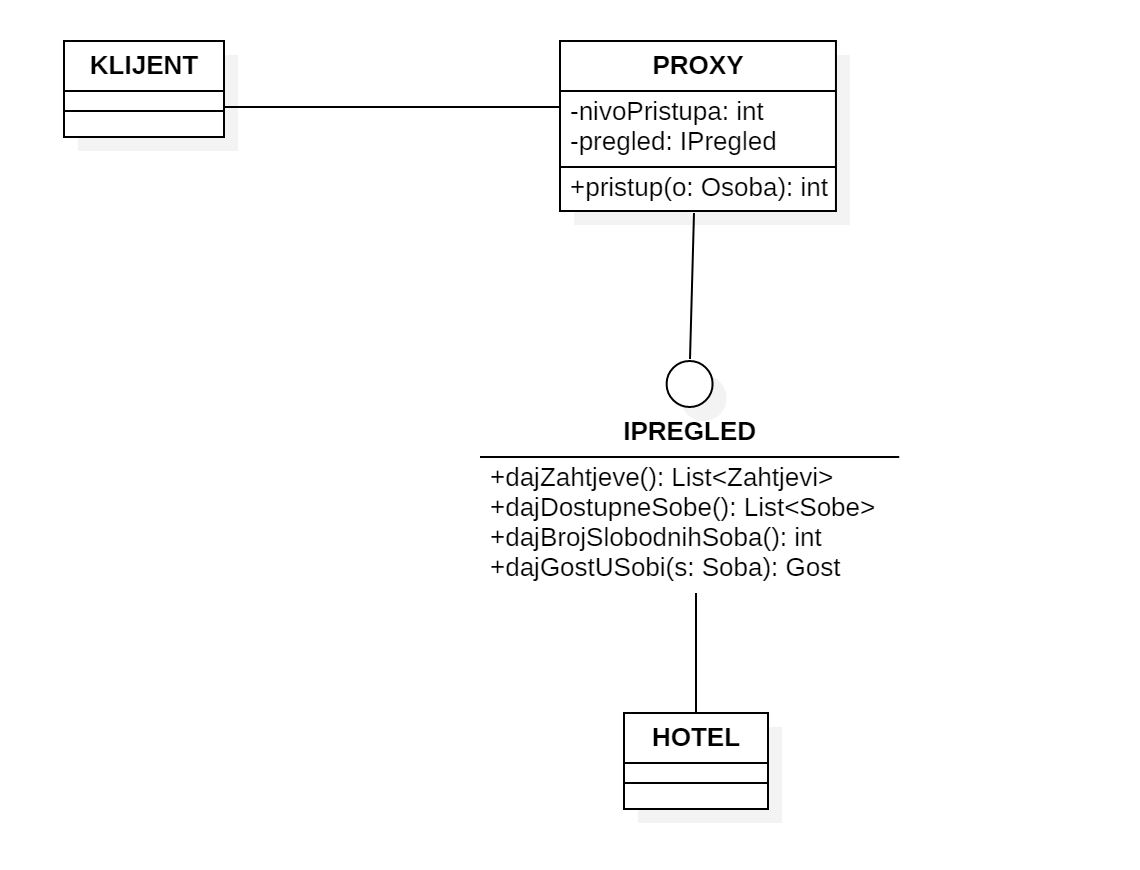 KLIJENT
PROXY
-nivoPristupa: int
-pregled: IPregled
+pristup(o: Osoba): int
IPREGLED
+dajZahtjeve(): List<Zahtjevi>
+dajDostupneSobe(): List<Sobe>
+dajBrojSlobodnihSoba(): int
+dajGostUSobi(s: Soba): Gost
HOTEL